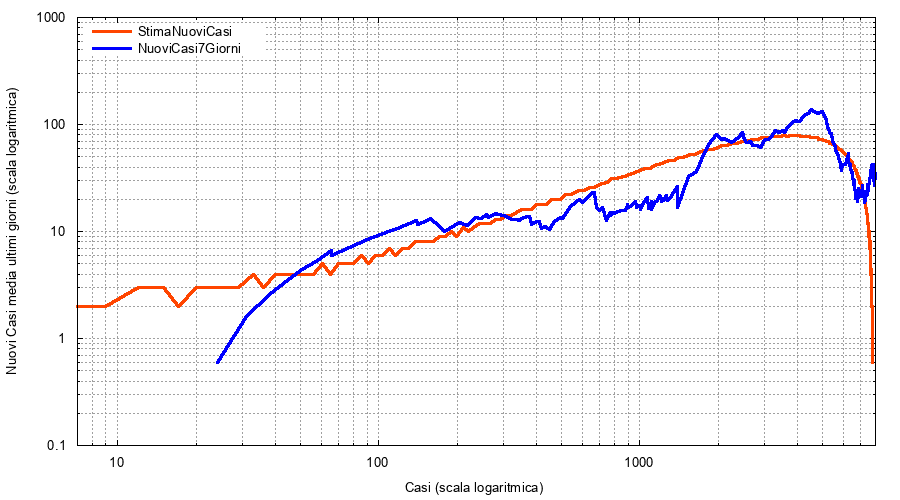 1000
StimaNuoviCasi
NuoviCasi7Giorni
100
10
1
0.1
Nuovi Casi media ultimi giorni (scala logaritmica)
10
100
1000
Casi (scala logaritmica)